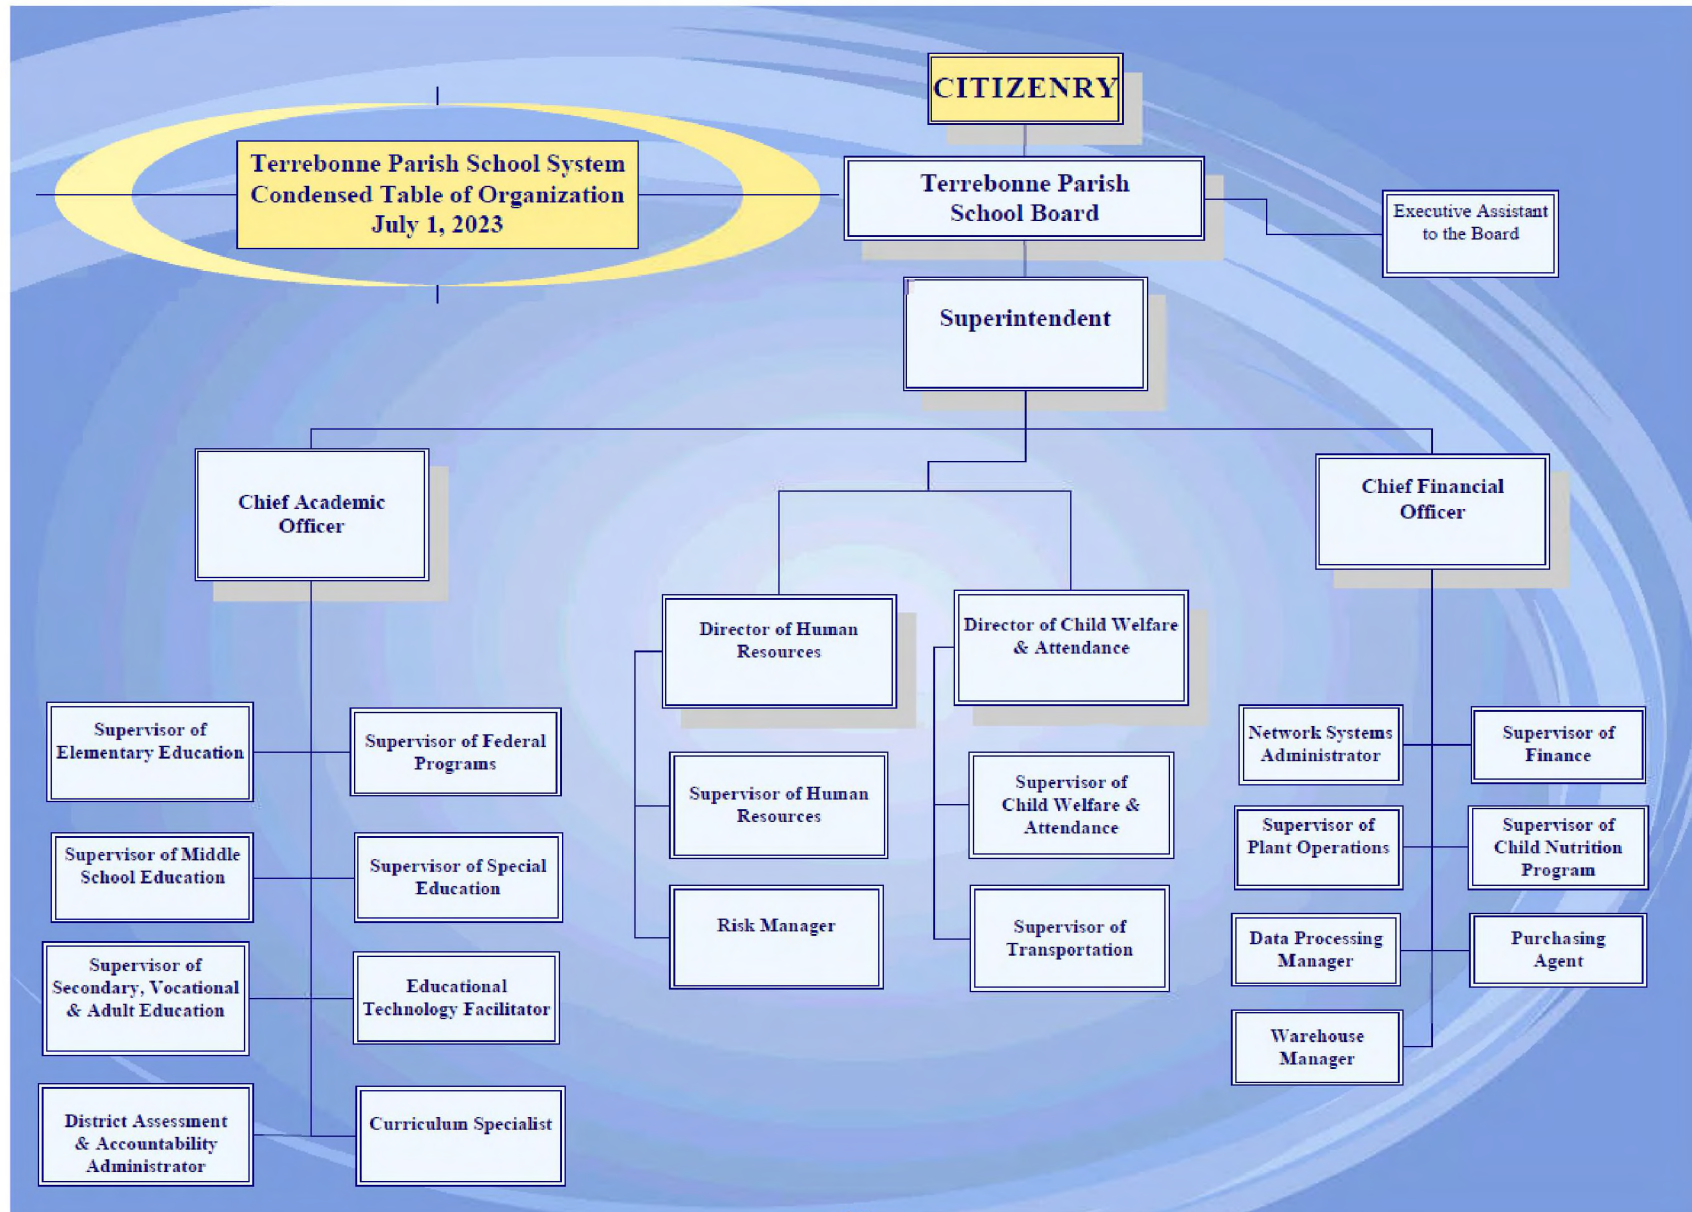 CITIZENRY
Terrebonne Parish School System
Condensed Table of Organization
July 1, 2023
Terrebonne Parish
School Board
Executive Assistant
to the Board
Superintendent
Chief Academic
Officer
Chief Financial
Officer
Director of Human
Resources
Director of Child Welfare
& Attendance
Supervisor of
Elementary Education
Supervisor of Federal
Programs
Supervisor of Human
Resources
Supervisor of
Child Welfare &
Attendance
Network Systems
Administrator
Supervisor of
Finance
Supervisor of Middle
School Education
Supervisor of Special
Education
Supervisor of
Plant Operations
Supervisor of
Child Nutrition
Program
Risk Manager
Supervisor of
Transportation
Data Processing
Manager
Purchasing
Agent
Supervisor of
Secondary, Vocational
& Adult Education
Educational
Technology Facilitator
Warehouse
Manager
District Assessment
& Accountability
Administrator
Curriculum Specialist